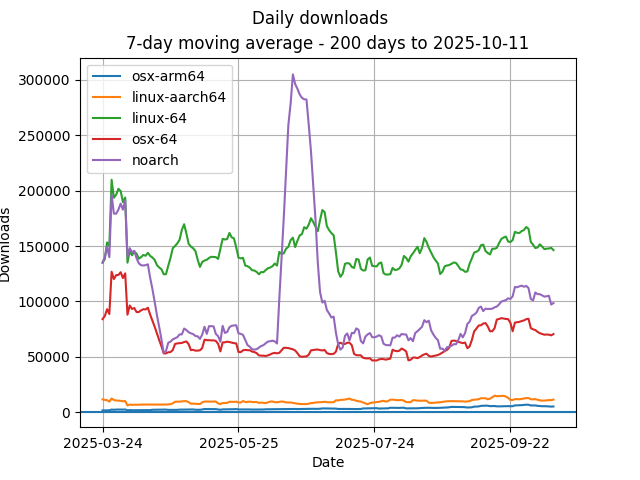 Daily downloads
7-day moving average - 200 days to 2025-10-11
osx-arm64
linux-aarch64
linux-64
osx-64
noarch
300000
250000
200000
150000
100000
50000
0
Downloads
2025-03-24
2025-05-25
2025-07-24
2025-09-22
Date